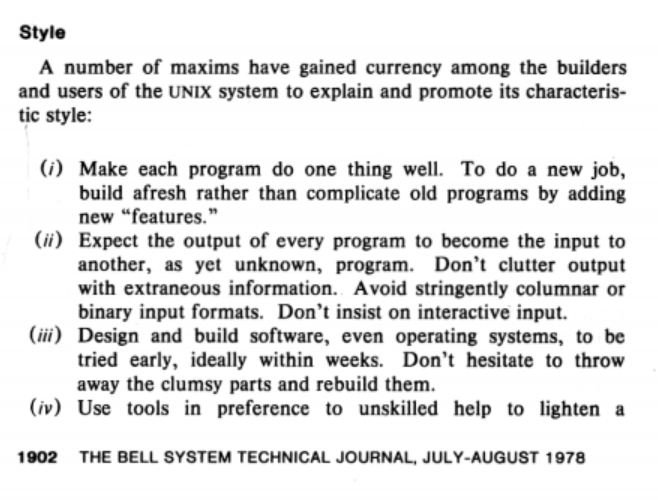 Style
A number of maxims have gained currency among the builders
and users of the UNIX system to explain and promote its characteris-
tic style:
(i) Make each program do one thing well. To do a new job,
build afresh rather than complicate old programs by adding
new “features.”
(ii) Expect the output of every program to become the input to
another, as yet unknown, program. Don’t clutter output
with extraneous information. Avoid stringently columnar or
binary input formats. Don’t insist on interactive input.
(iii) Design and build software, even operating systems, to be
tried early, ideally within weeks. Don’t hesitate to throw
away the clumsy parts and rebuild them.
(iv) Use tools in preference to unskilled help to lighten a
1902 THE BELL SYSTEM TECHNICAL JOURNAL, JULY-AUGUST 1978